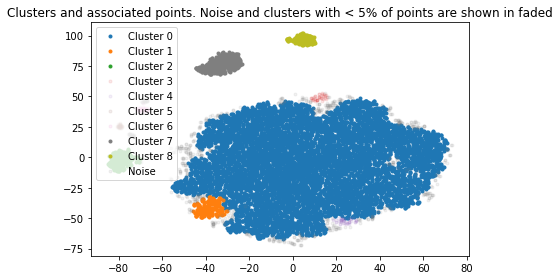 Clusters and associated points. Noise and clusters with < 5% of points are shown in faded
100
75
50
25
0
−25
−50
−75
Cluster 0
Cluster 1
Cluster 2
Cluster 3
Cluster 4
Cluster 5
Cluster 6
Cluster 7
Cluster 8
Noise
−80 −60 −40 −20 0 20 40 60 80